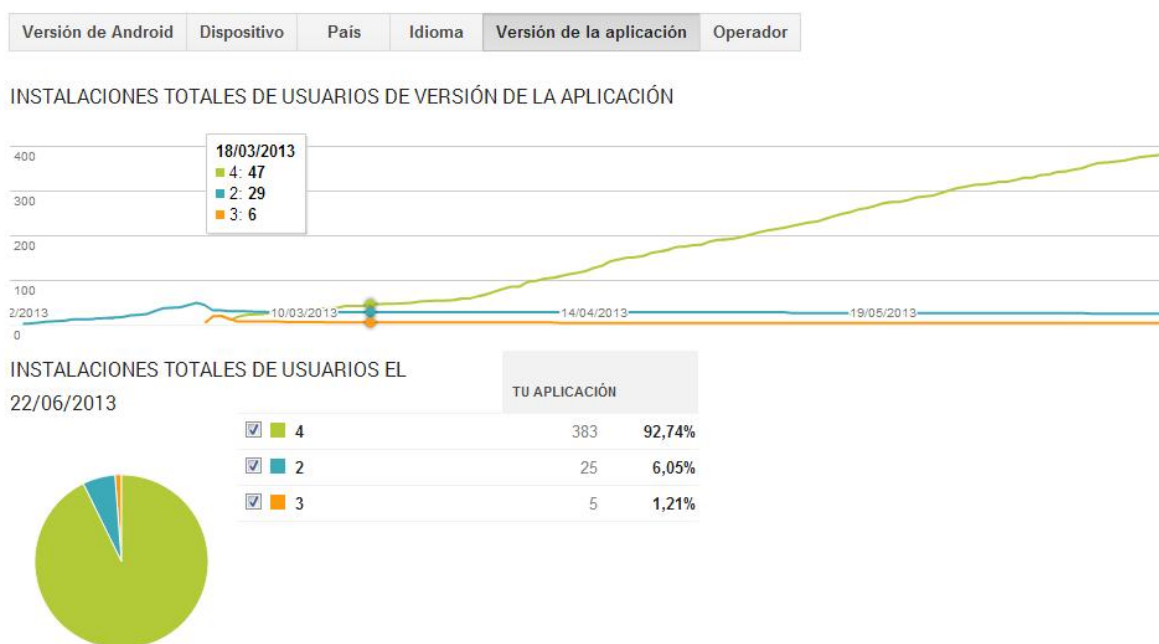 Versión de Android Dispositivo País Idioma Versión de la aplicación Operador
INSTALACIONES TOTALES DE USUARIOS DE VERSIÓN DE LA APLICACIÓN
18/03/2013
4: 47
2: 29
3: 6
400
300
200
100
0
2/2013 10/03/2013 14/04/2013 19/05/2013
INSTALACIONES TOTALES DE USUARIOS EL
22/06/2013
TU APLICACIÓN
4 383 92,74%
2 25 6,05%
3 5 1,21%